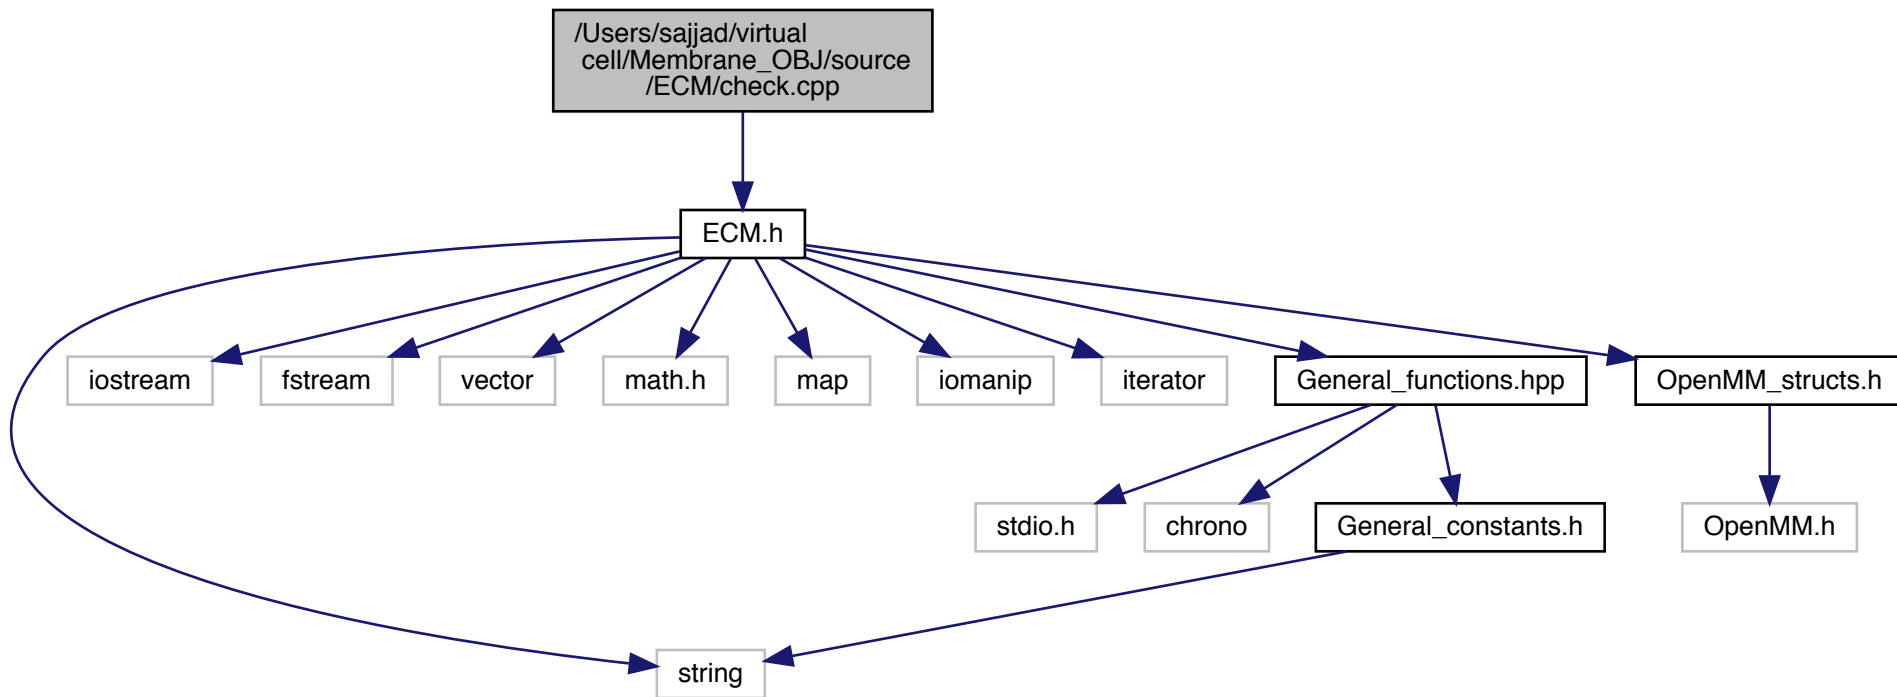 /Users/sajjad/virtual
cell/Membrane_OBJ/source
/ECM/check.cpp
ECM.h
iostream
fstream
vector
math.h
map
iomanip
iterator
General_functions.hpp
OpenMM_structs.h
stdio.h
chrono
General_constants.h
OpenMM.h
string